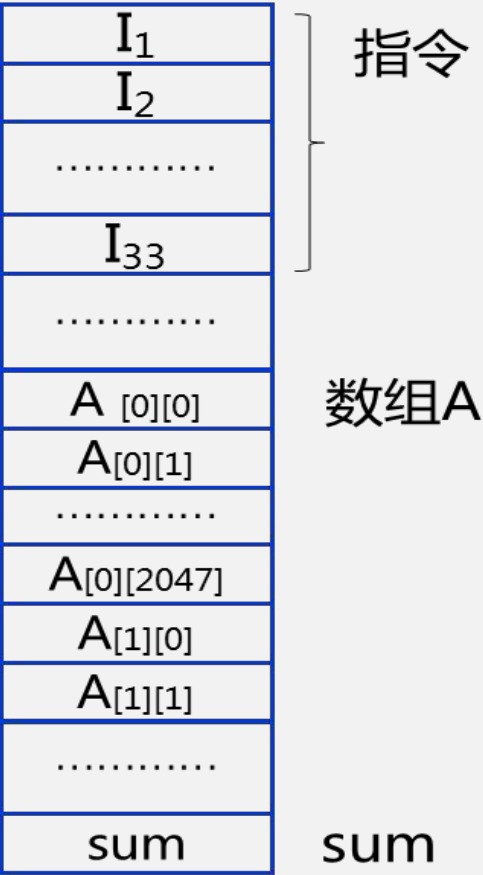 I1
指令
I2
…………
I33
…………
A [0][0]
数组A
A[0][1]
…………
A[0][2047]
A[1][0]
A[1][1]
…………
sum
sum